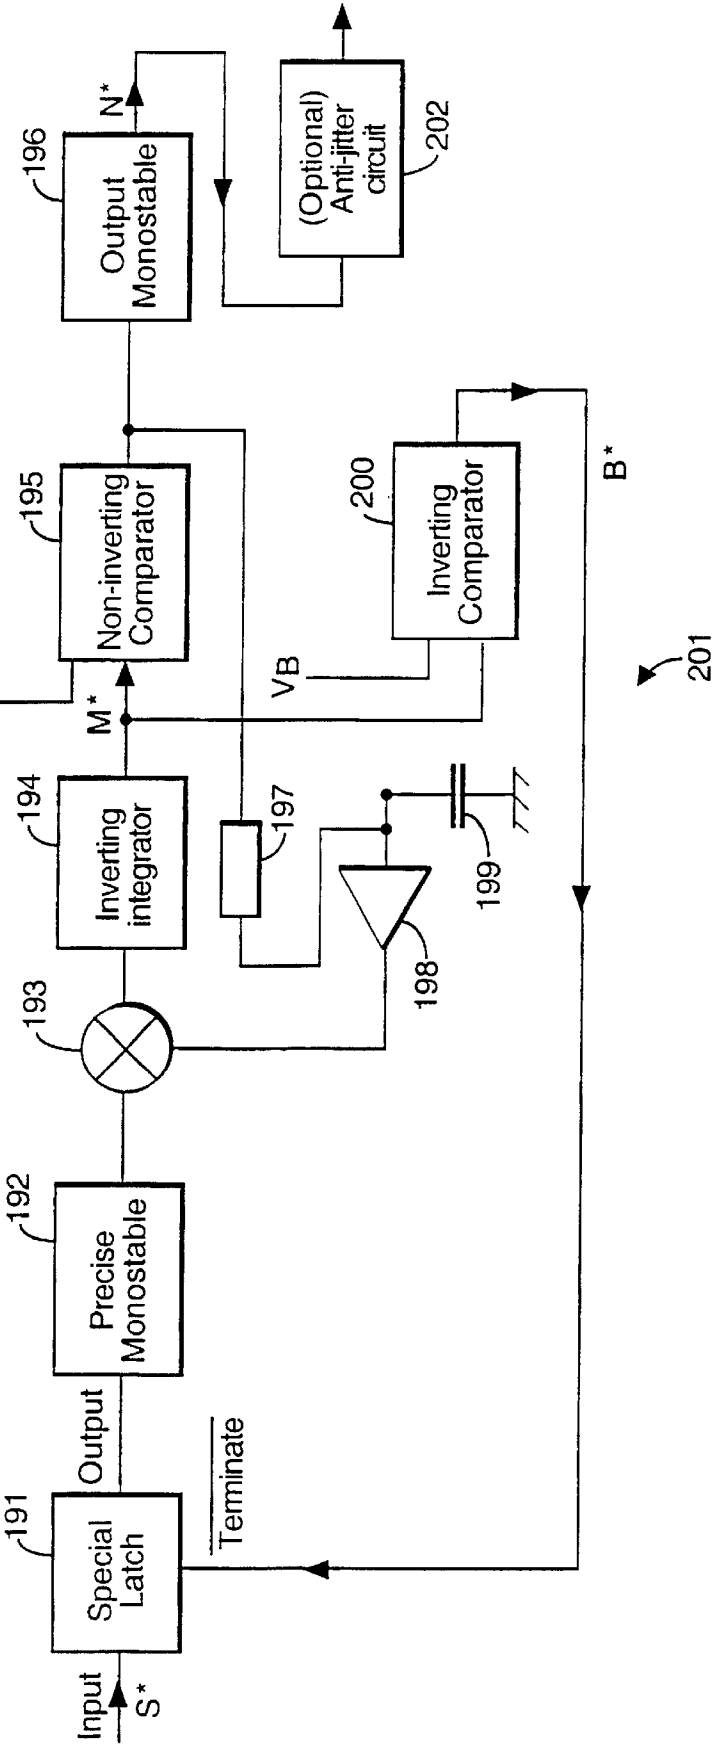 Input
S*
191
Special
Latch
Output
Terminate
192
Precise
Monostable
193
194
Inverting
integrator
M*
195
Non-inverting
Comparator
196
Output
Monostable
N*
197
198
199
VB
200
Inverting
Comparator
B*
(Optional)
Anti-jitter
circuit
202
201